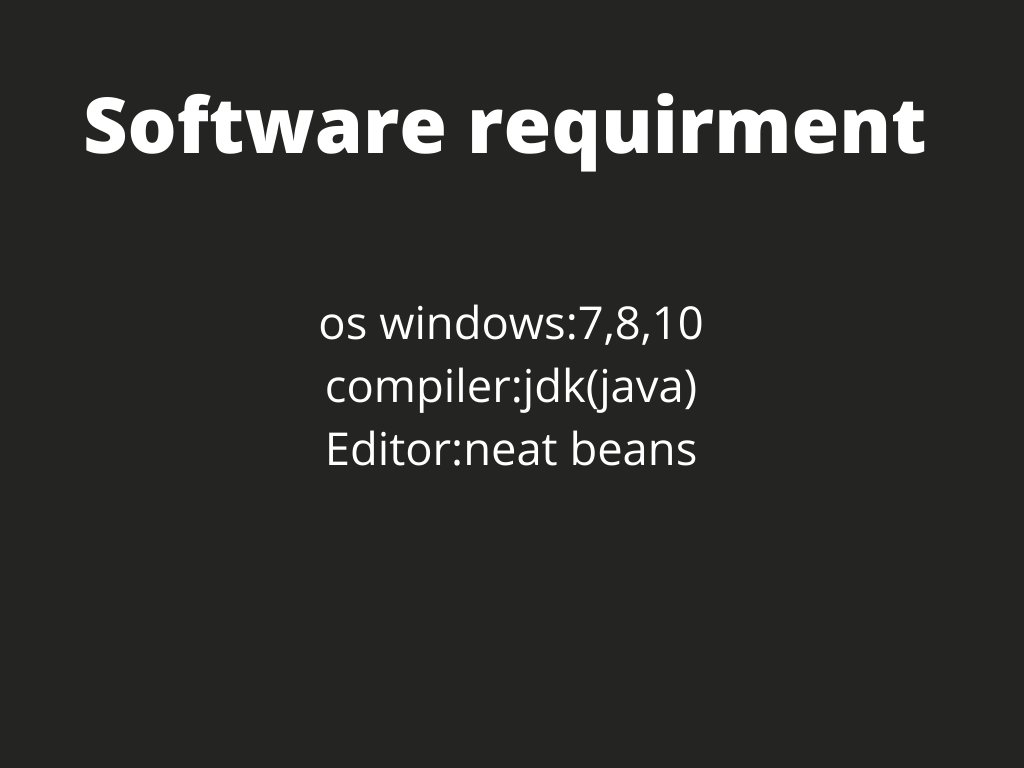 Software requirment
os windows:7,8,10
compiler:jdk(java)
Editor:neat beans